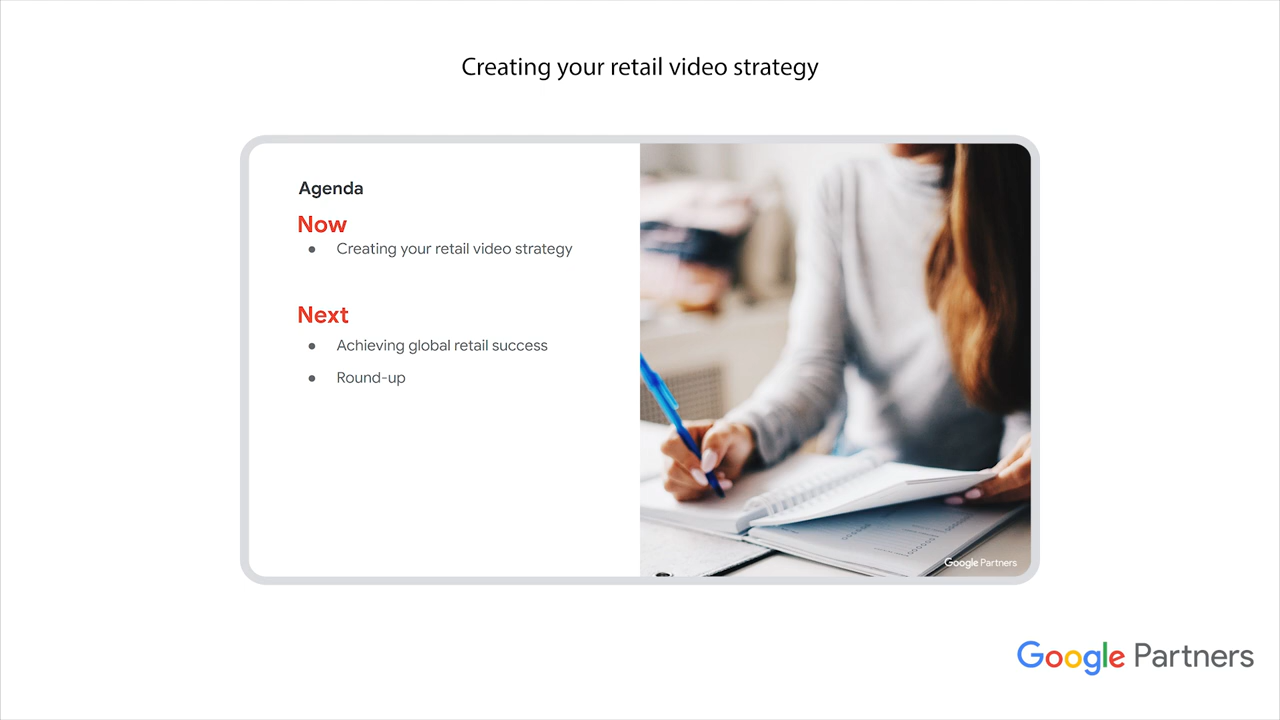 Creating your retail video strategy
Agenda
Now
● Creating your retail video strategy
Next
● Achieving global retail success
● Round-up
Google Partners
Google Partners